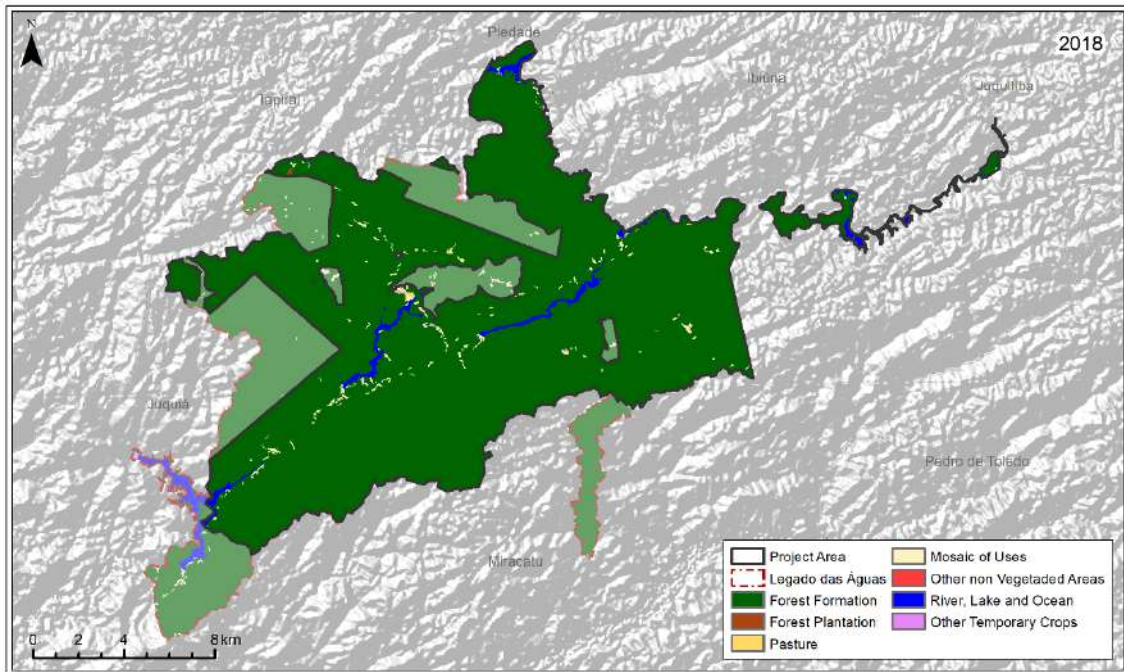 N
Piedade
2018
Ibiúna
Juquitiba
Tapiraí
Juquiá
Pedro de Toledo
Miracatu
Project Area
Legado das Águas
Forest Formation
Forest Plantation
Pasture
Mosaic of Uses
Other non Vegetaded Areas
River, Lake and Ocean
Other Temporary Crops
0 2 4 8 km